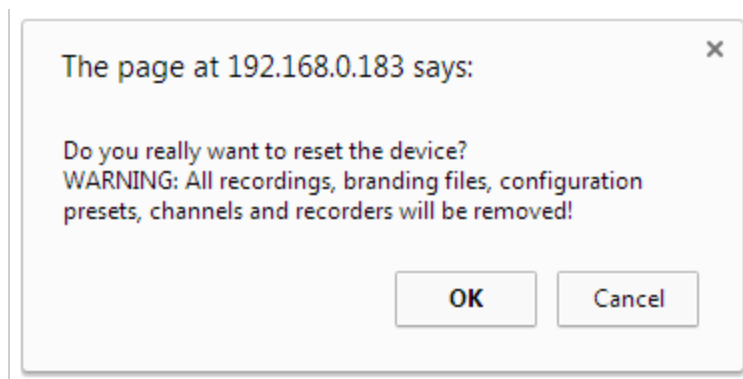 The page at 192.168.0.183 says:
Do you really want to reset the device?
WARNING: All recordings, branding files, configuration
presets, channels and recorders will be removed!
OK
Cancel